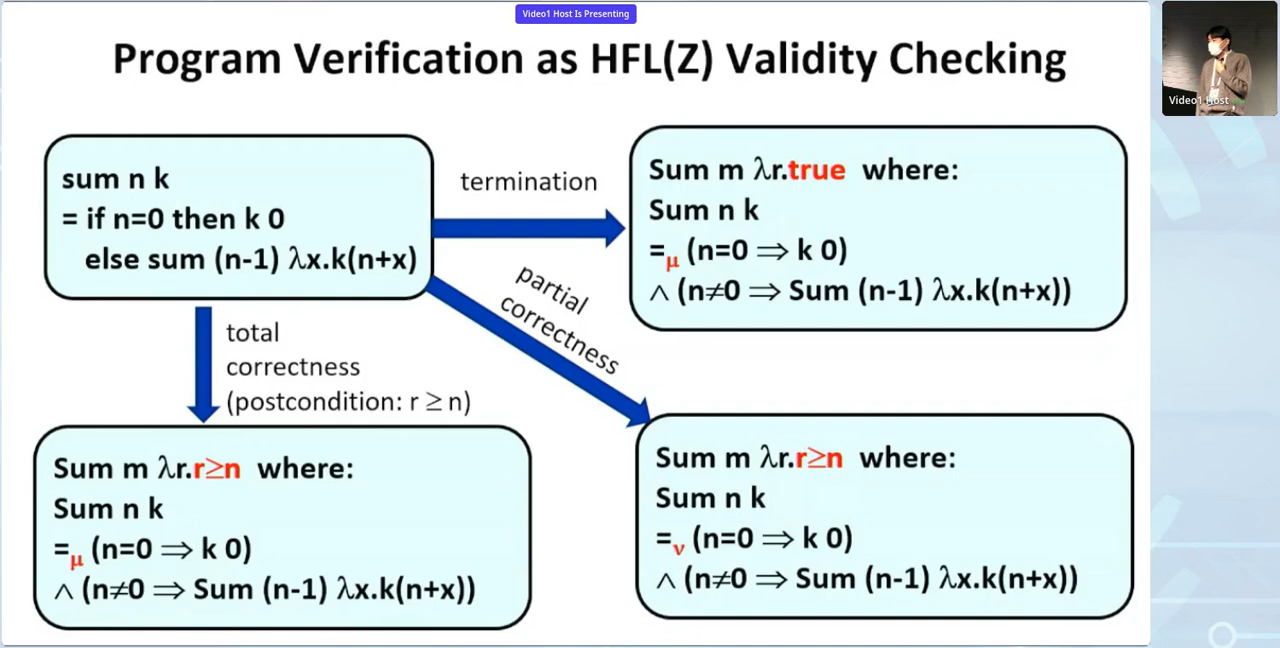 Video1 Host Is Presenting
Program Verification as HFL(Z) Validity Checking
sum n k
= if n=0 then k 0
else sum (n-1) λx.k(n+x)
termination
Sum m λr.true where:
Sum n k
=μ (n=0 ⇒ k 0)
∧ (n≠0 ⇒ Sum (n-1) λx.k(n+x))
partial
correctness
total
correctness
(postcondition: r ≥ n)
Sum m λr.r≥n where:
Sum n k
=μ (n=0 ⇒ k 0)
∧ (n≠0 ⇒ Sum (n-1) λx.k(n+x))
Sum m λr.r≥n where:
Sum n k
=ν (n=0 ⇒ k 0)
∧ (n≠0 ⇒ Sum (n-1) λx.k(n+x))
Video1 Host